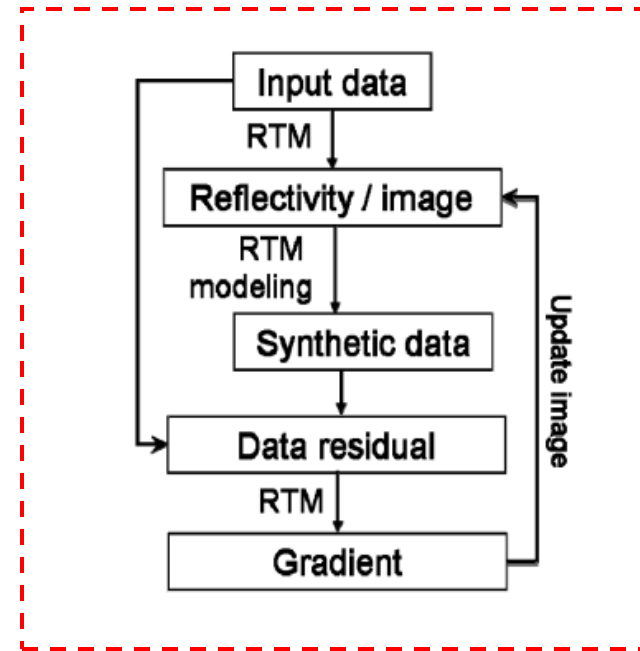 Input data
RTM
Reflectivity / image
RTM
modeling
Synthetic data
Update image
Data residual
RTM
Gradient